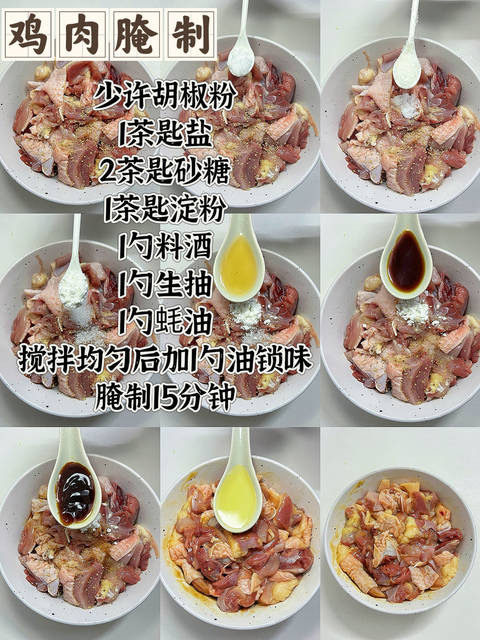 鸡肉腌制
少许胡椒粉
1茶匙盐
2茶匙砂糖
1茶匙淀粉
1勺料酒
1勺生抽
1勺蚝油
搅拌均匀后加1勺油锁味
腌制15分钟